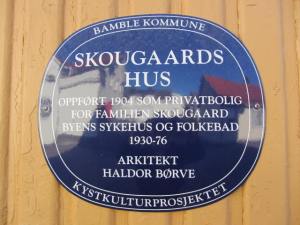 BAMBLE KOMMUNE
SKOUGAARDS
HUS
OPPFØRT 1904 SOM PRIVATBOLIG
FOR FAMILIEN SKOUGAARD
BYENS SYKEHUS OG FOLKEBAD
1930-76
ARKITEKT
HALDOR BØRVE
KYSTKULTURPROSJEKTET